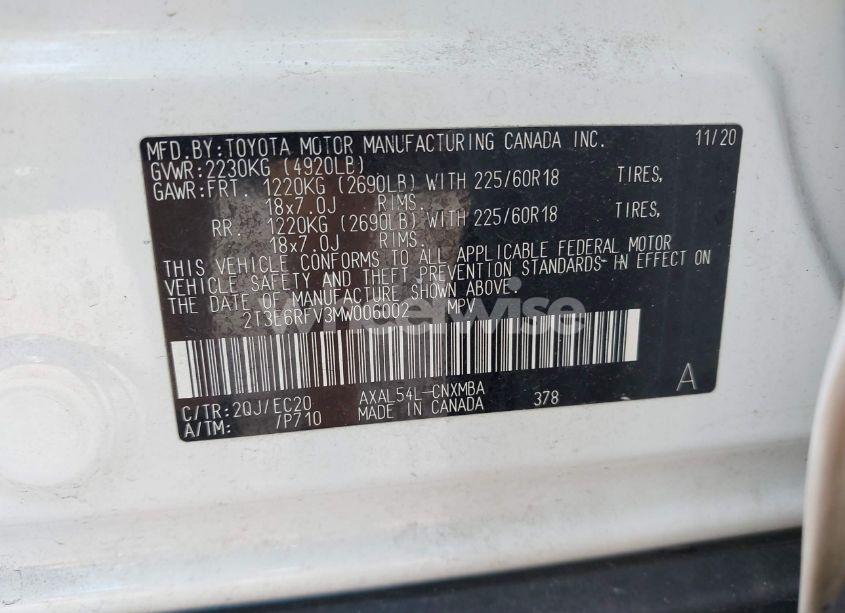 MFD.BY:TOYOTA MOTOR MANUFACTURING CANADA INC. 11/20
GVWR:2230KG (4920LB)
GAWR:FRT. 1220KG (2690LB) WITH 225/60R18 TIRES,
18x7.0J RIMS.
RR. 1220KG (2690LB) WITH 225/60R18 TIRES,
18x7.0J RIMS.
THIS VEHICLE CONFORMS TO ALL APPLICABLE FEDERAL MOTOR
VEHICLE SAFETY AND THEFT PREVENTION STANDARDS IN EFFECT ON
THE DATE OF MANUFACTURE SHOWN ABOVE.
2T3E6RFV3MW006002 MPV
wheelwise
C/TR:2QJ/EC20 AXAL54L-CNXMBA 378 A
A/TM: /P710 MADE IN CANADA